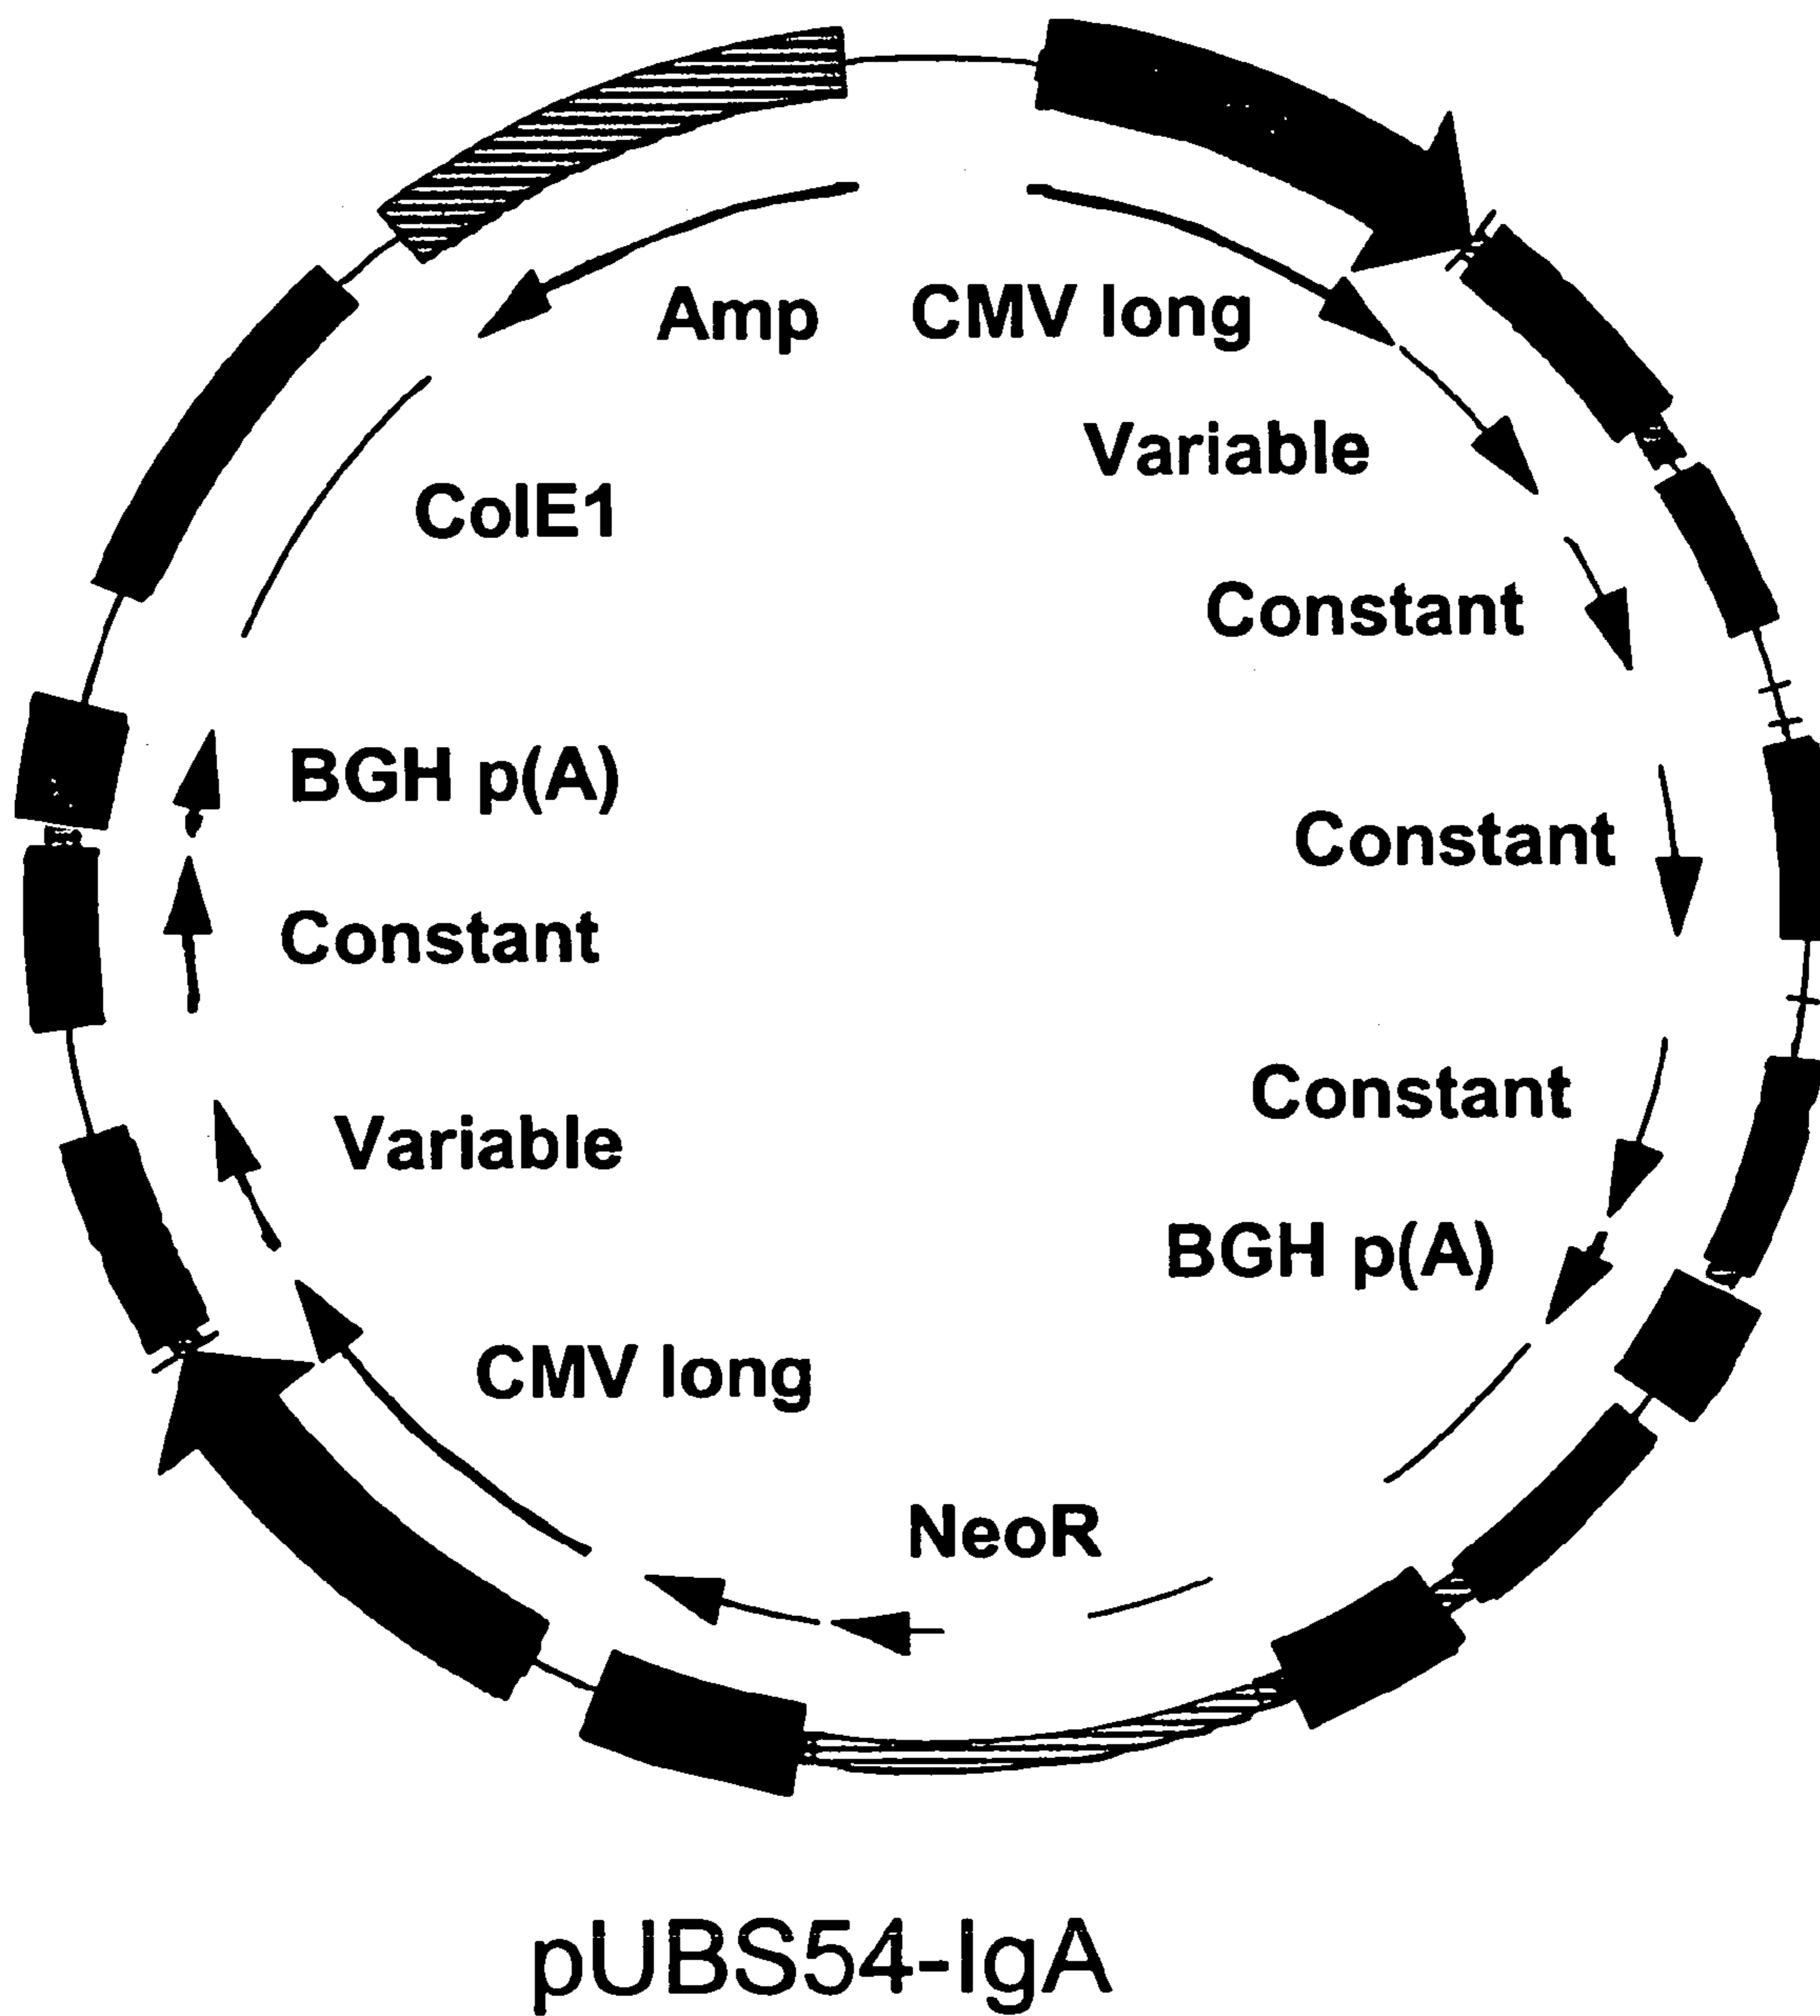 Amp CMV long
Variable
ColE1
Constant
BGH p(A)
Constant
Constant
Constant
Variable
BGH p(A)
CMV long
NeoR
pUBS54-IgA